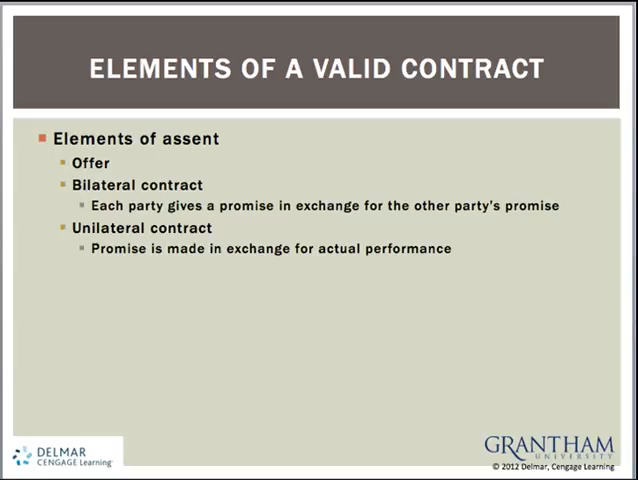 ELEMENTS OF A VALID CONTRACT
Elements of assent
Offer
Bilateral contract
Each party gives a promise in exchange for the other party's promise
Unilateral contract
Promise is made in exchange for actual performance
DELMAR
CENGAGE Learning
GRANTHAM
UNIVERSITY
© 2012 Delmar, Cengage Learning